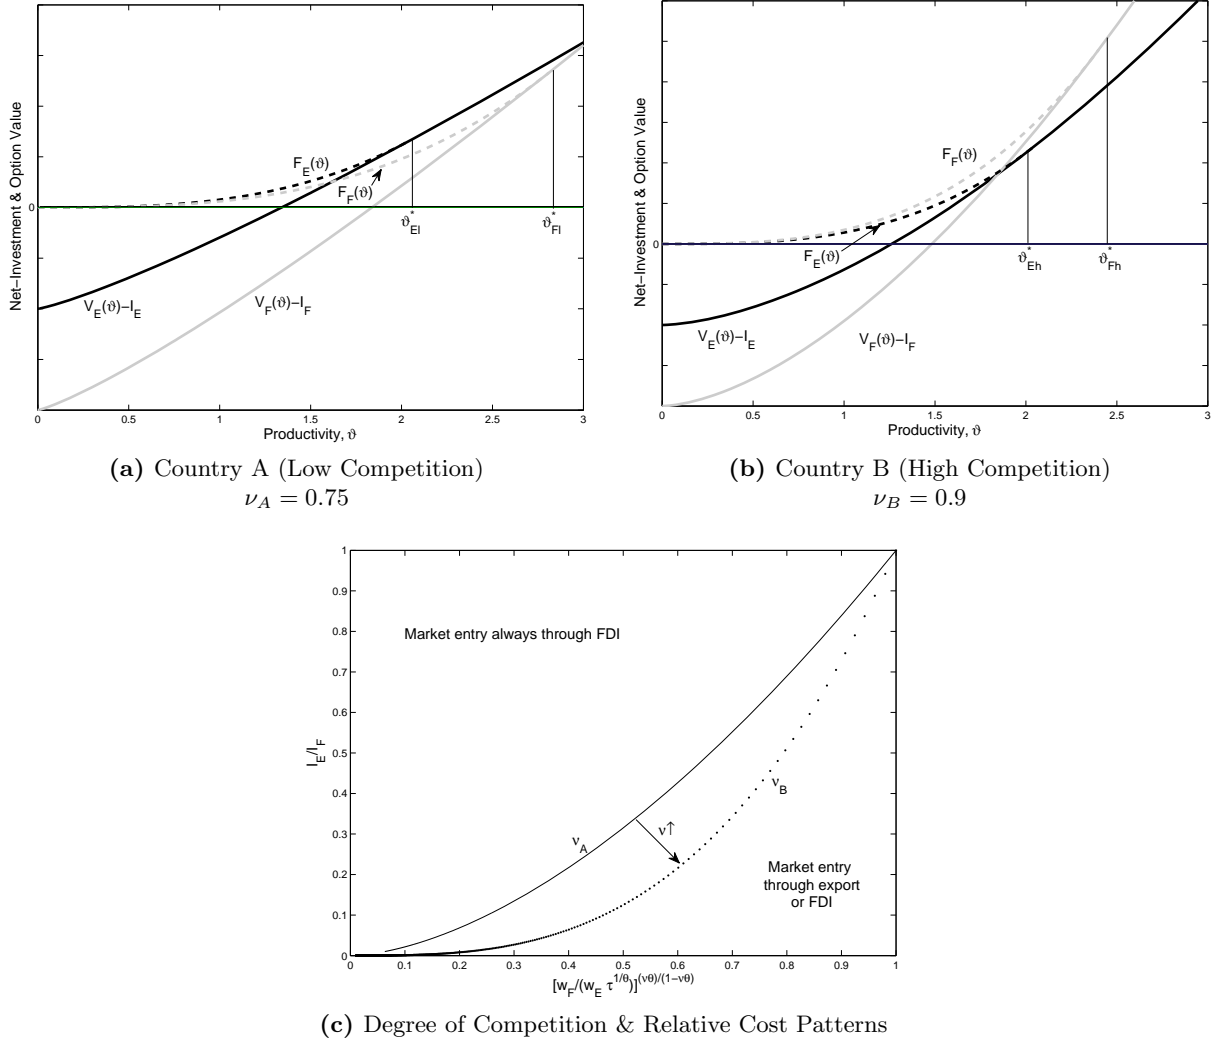 Net−Investment & Option Value
F_E(ϑ)
F_F(ϑ)
0
ϑ*_El
ϑ*_Fl
V_E(ϑ)−I_E
V_F(ϑ)−I_F
0 0.5 1 1.5 2 2.5 3
Productivity, ϑ
(a) Country A (Low Competition)
ν_A = 0.75
Net−Investment & Option Value
F_F(ϑ)
0
F_E(ϑ)
ϑ*_Eh
ϑ*_Fh
V_E(ϑ)−I_E
V_F(ϑ)−I_F
0 0.5 1 1.5 2 2.5 3
Productivity, ϑ
(b) Country B (High Competition)
ν_B = 0.9
I_E/I_F
1
0.9
0.8
0.7
0.6
0.5
0.4
0.3
0.2
0.1
0
Market entry always through FDI
ν_B
ν_A
ν↑
Market entry
through export
or FDI
0 0.1 0.2 0.3 0.4 0.5 0.6 0.7 0.8 0.9 1
[w_F/(w_E τ^{1/θ})]^{(νθ)/(1−νθ)}
(c) Degree of Competition & Relative Cost Patterns